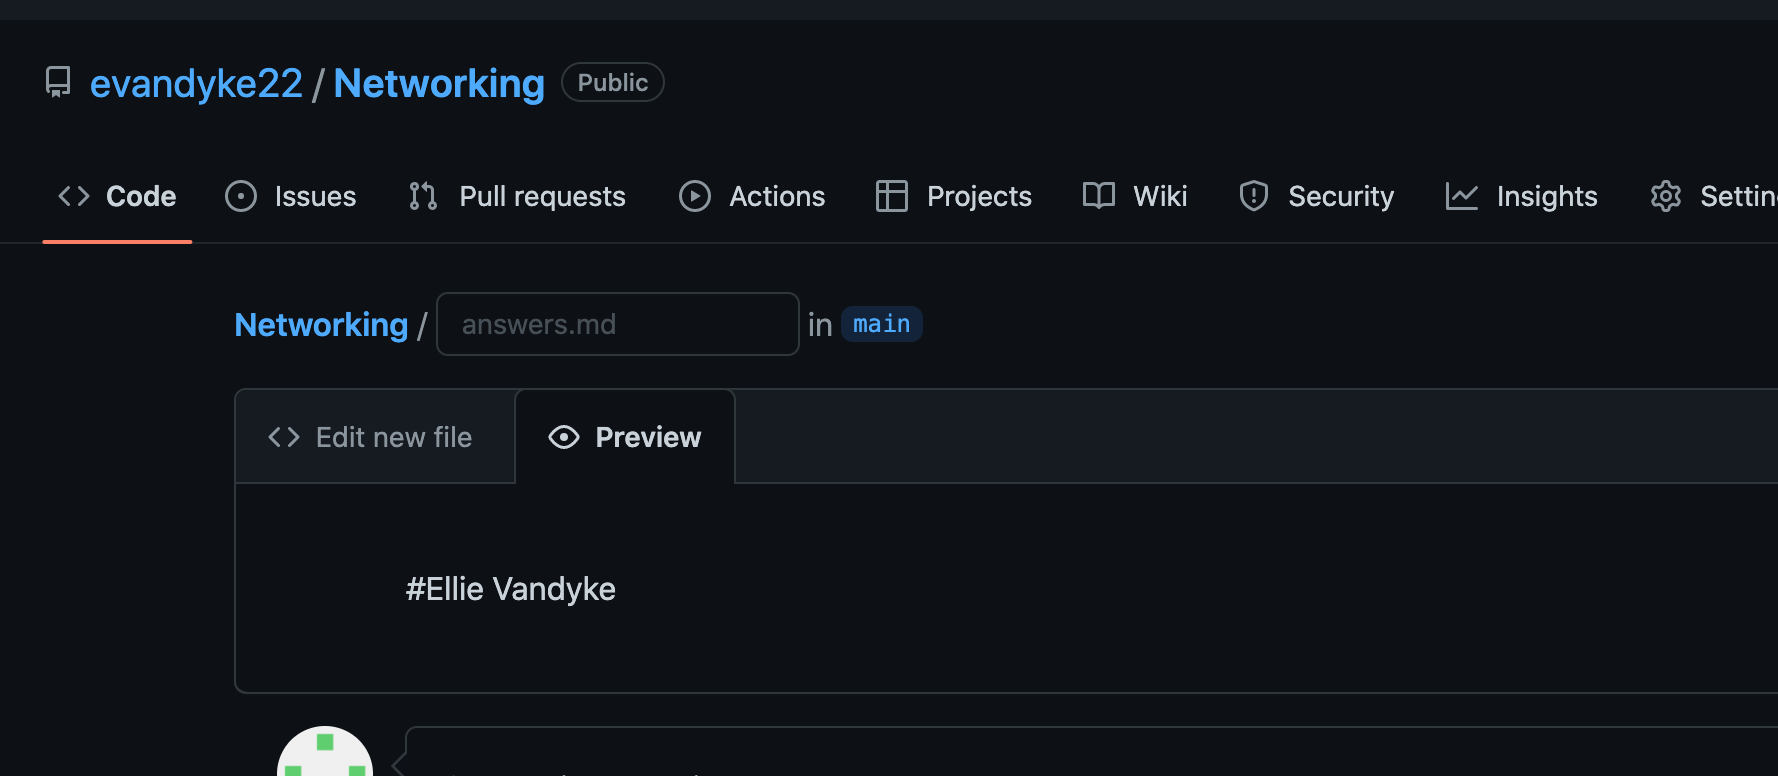 evandyke22 / Networking Public
Code Issues Pull requests Actions Projects Wiki Security Insights Settin
Networking / answers.md in main
Edit new file Preview
#Ellie Vandyke